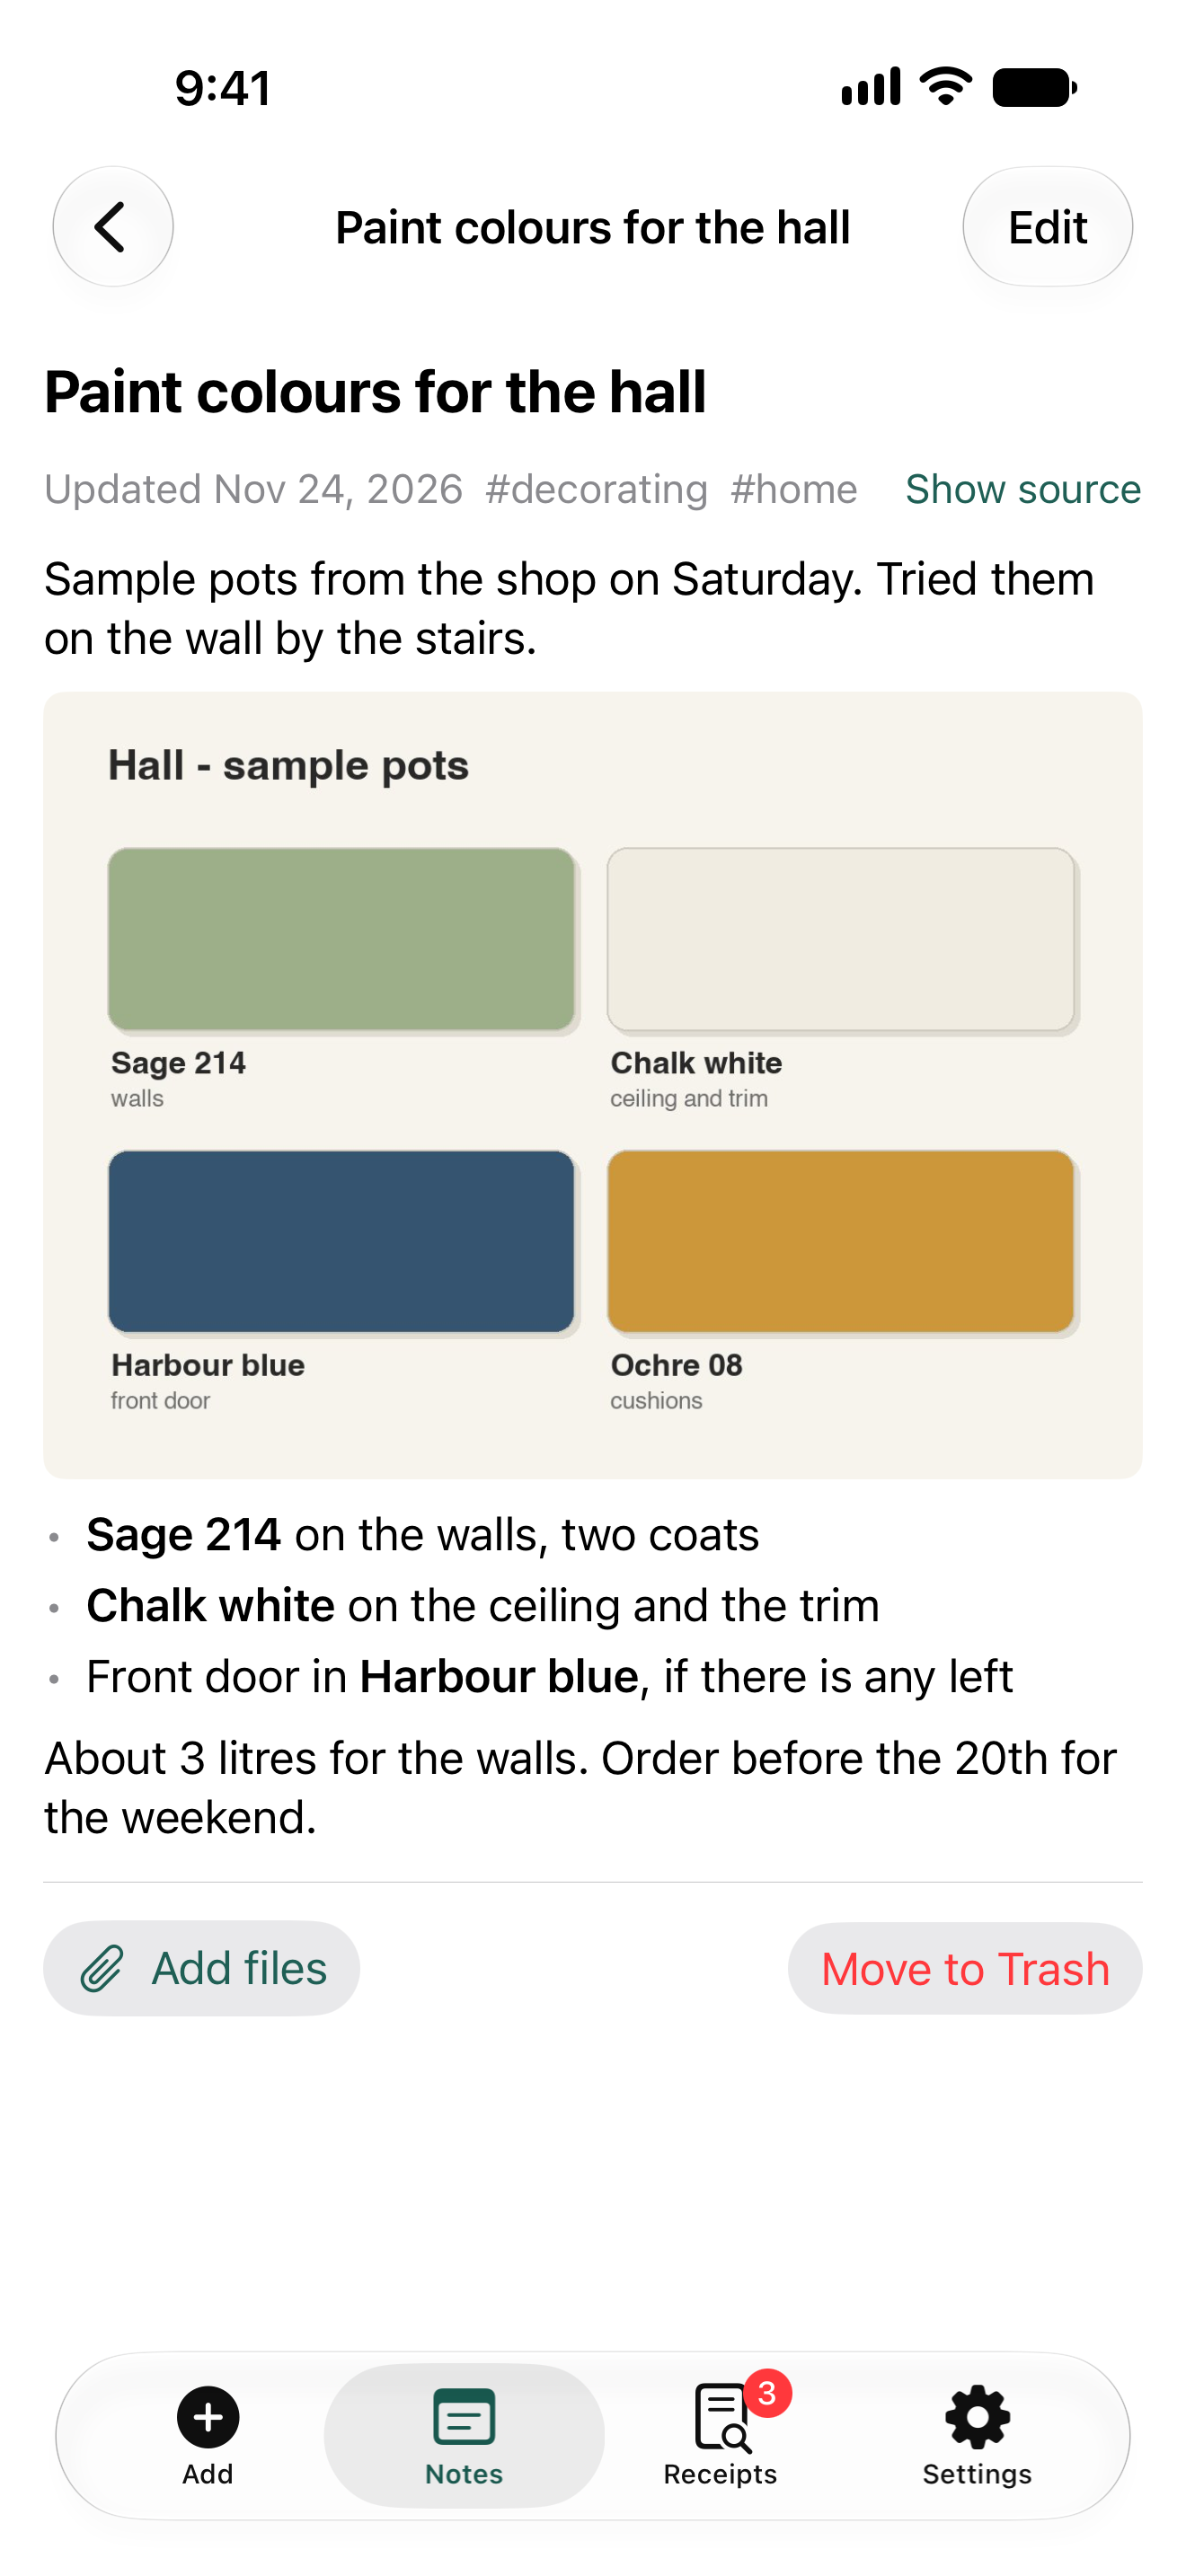 9:41
Paint colours for the hall
Edit
Paint colours for the hall
Updated Nov 24, 2026 #decorating #home Show source
Sample pots from the shop on Saturday. Tried them
on the wall by the stairs.
Hall - sample pots
Sage 214
walls
Chalk white
ceiling and trim
Harbour blue
front door
Ochre 08
cushions
• Sage 214 on the walls, two coats
• Chalk white on the ceiling and the trim
• Front door in Harbour blue, if there is any left
About 3 litres for the walls. Order before the 20th for
the weekend.
Add files
Move to Trash
Add
Notes
3
Receipts
Settings